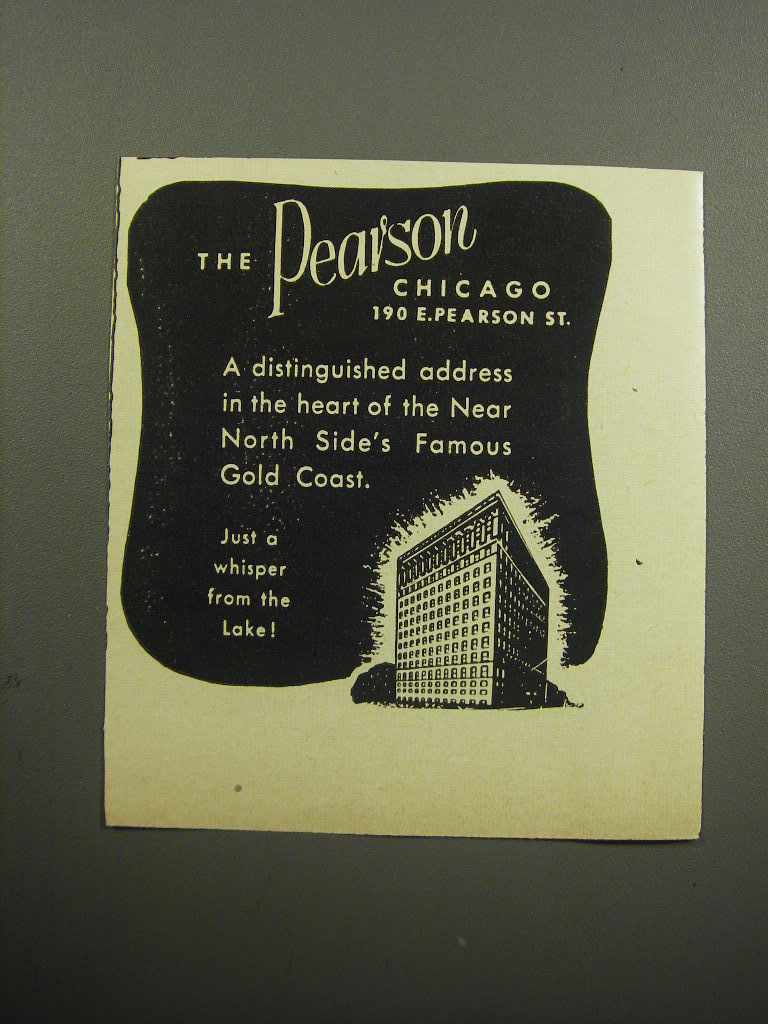 THE Pearson
CHICAGO
190 E. PEARSON ST.
A distinguished address
in the heart of the Near
North Side's Famous
Gold Coast.
Just a
whisper
from the
Lake!